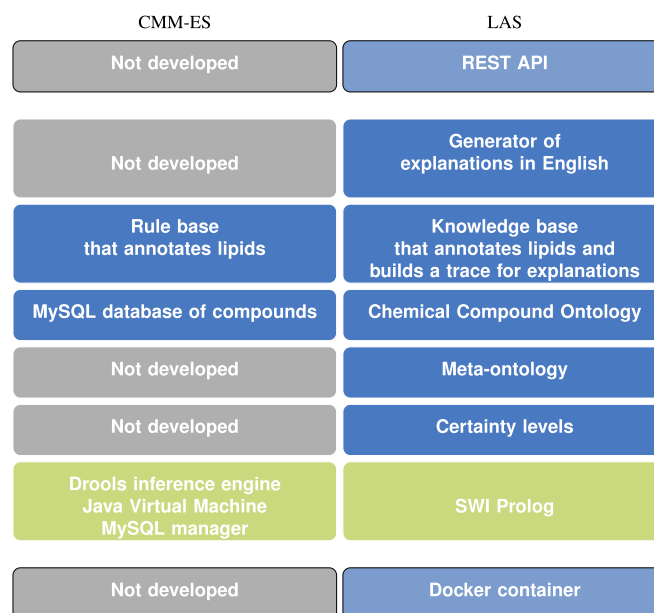 CMM-ES
LAS
Not developed
REST API
Not developed
Generator of
explanations in English
Rule base
that annotates lipids
Knowledge base
that annotates lipids and
builds a trace for explanations
MySQL database of compounds
Chemical Compound Ontology
Not developed
Meta-ontology
Not developed
Certainty levels
Drools inference engine
Java Virtual Machine
MySQL manager
SWI Prolog
Not developed
Docker container